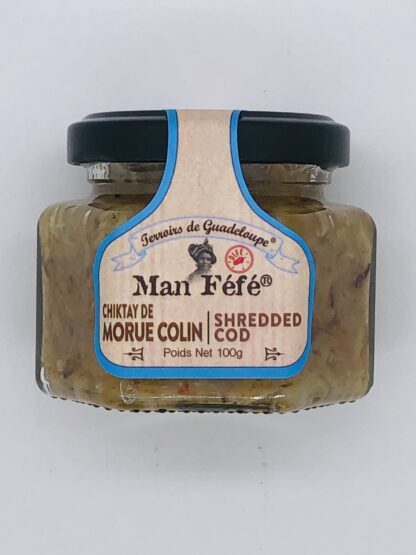 Terroirs de Guadeloupe®
Man Féfé®
CHIKTAY DE
MORUE COLIN
SHREDDED
COD
Poids Net 100g